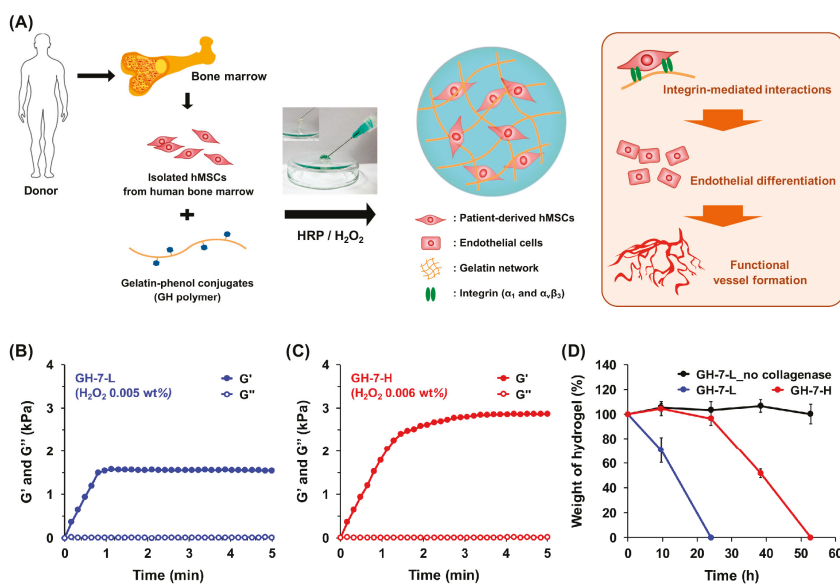 (A)
Donor
Bone marrow
Isolated hMSCs
from human bone marrow
+
Gelatin-phenol conjugates
(GH polymer)
HRP / H₂O₂
: Patient-derived hMSCs
: Endothelial cells
: Gelatin network
: Integrin (α₁ and αᵥβ₃)
Integrin-mediated interactions
Endothelial differentiation
Functional
vessel formation
(B)
GH-7-L
(H₂O₂ 0.005 wt%)
G'
G''
G' and G'' (kPa)
4
3
2
1
0
0 1 2 3 4 5
Time (min)
(C)
GH-7-H
(H₂O₂ 0.006 wt%)
G'
G''
G' and G'' (kPa)
4
3
2
1
0
0 1 2 3 4 5
Time (min)
(D)
GH-7-L_no collagenase
GH-7-L
GH-7-H
Weight of hydrogel (%)
140
120
100
80
60
40
20
0
0 10 20 30 40 50 60
Time (h)